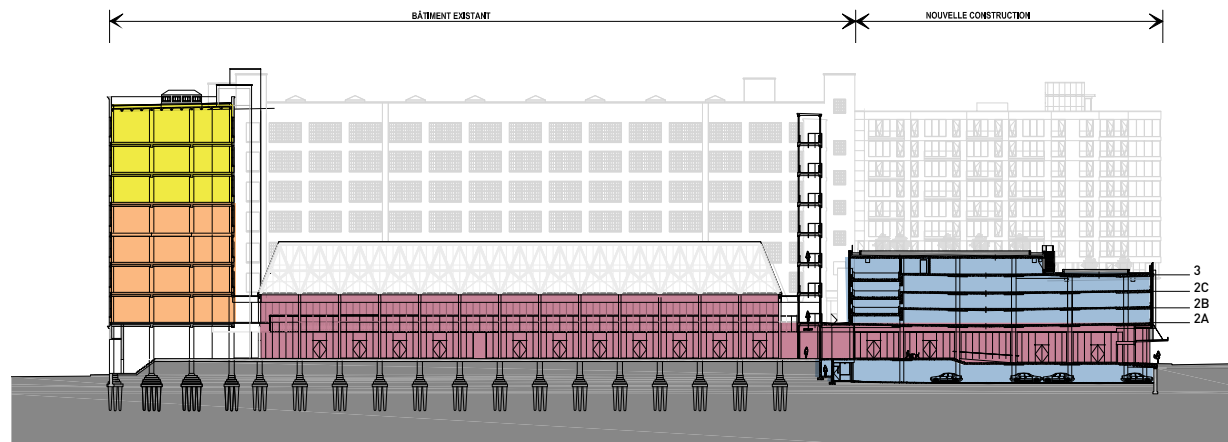 BÂTIMENT EXISTANT
NOUVELLE CONSTRUCTION
3
2C
2B
2A